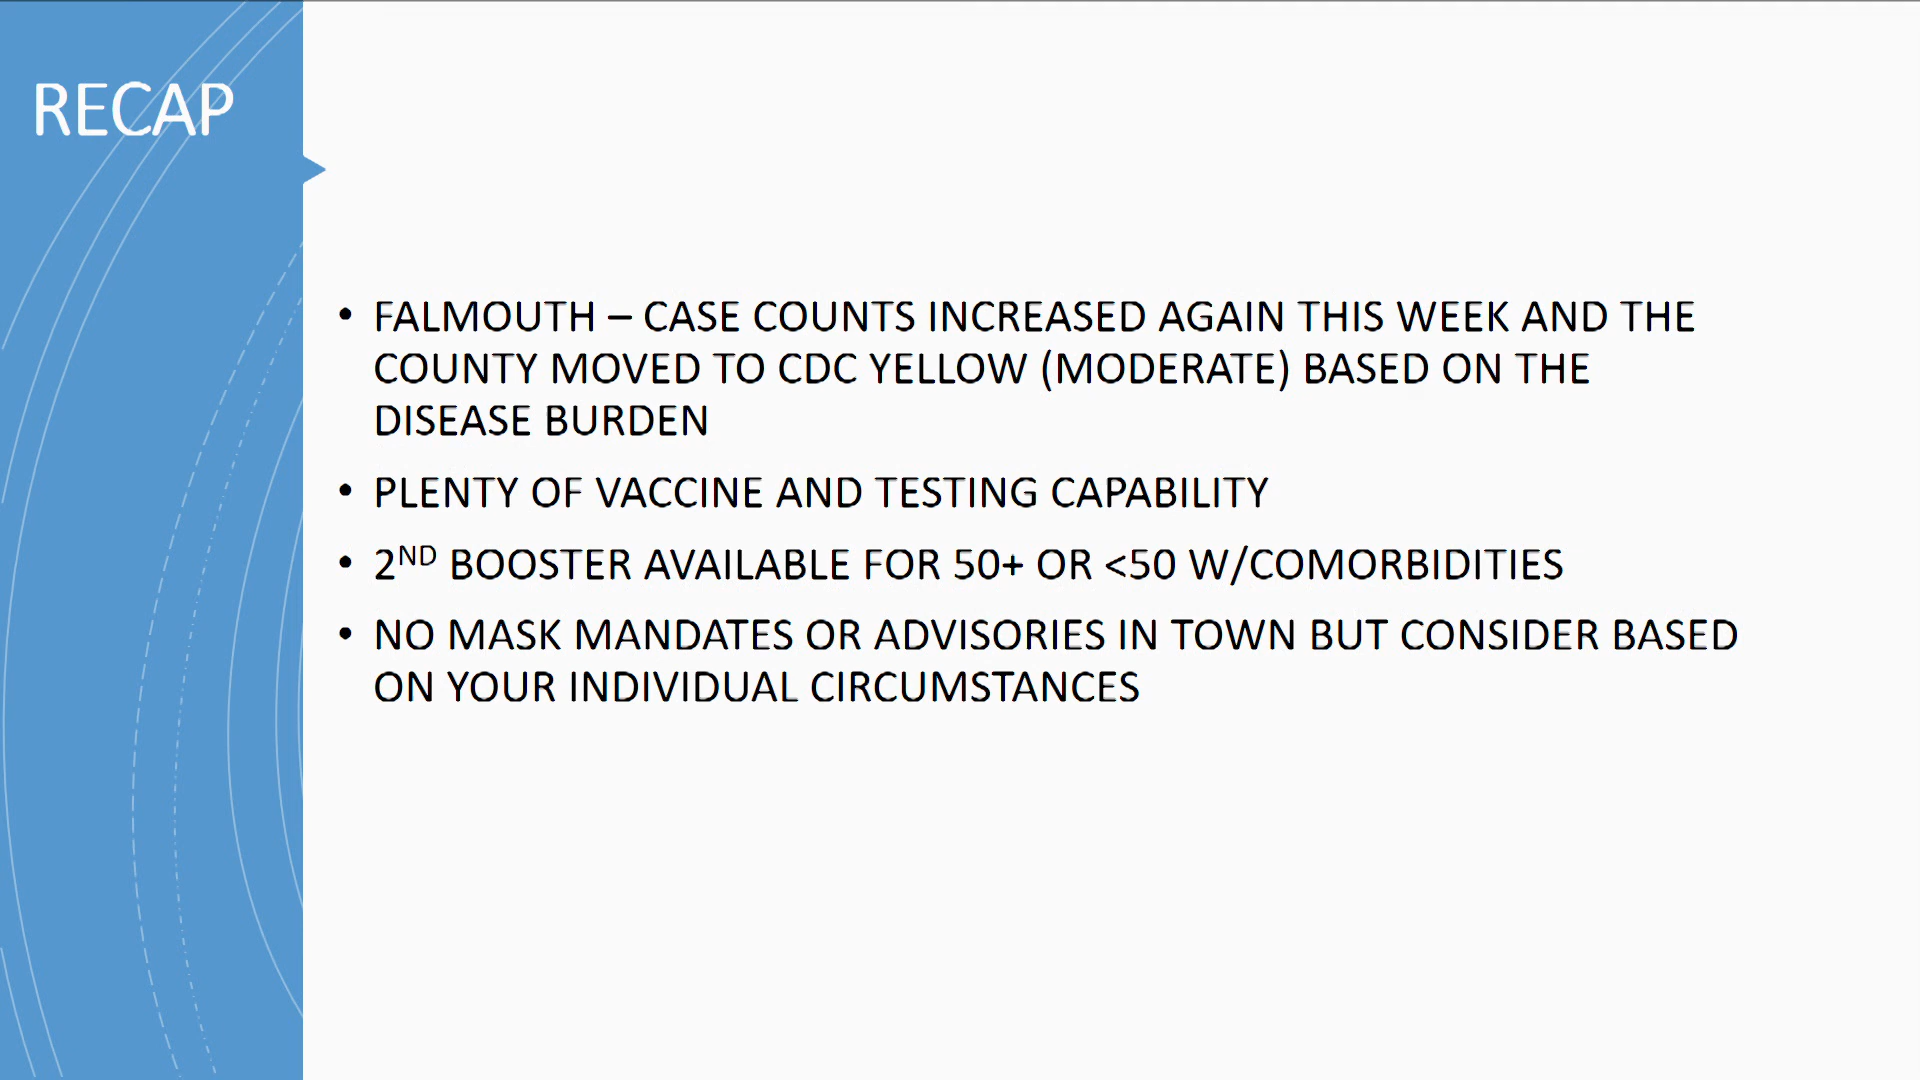 RECAP
• FALMOUTH – CASE COUNTS INCREASED AGAIN THIS WEEK AND THE
COUNTY MOVED TO CDC YELLOW (MODERATE) BASED ON THE
DISEASE BURDEN
• PLENTY OF VACCINE AND TESTING CAPABILITY
• 2ND BOOSTER AVAILABLE FOR 50+ OR <50 W/COMORBIDITIES
• NO MASK MANDATES OR ADVISORIES IN TOWN BUT CONSIDER BASED
ON YOUR INDIVIDUAL CIRCUMSTANCES